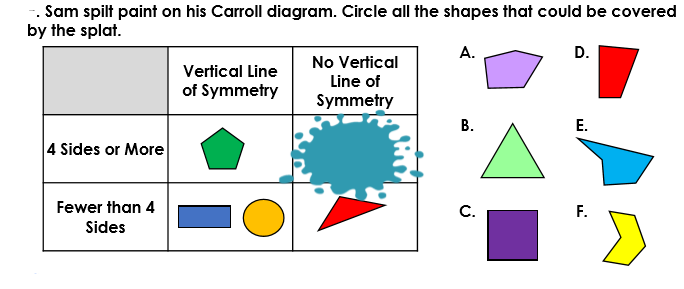 . Sam spilt paint on his Carroll diagram. Circle all the shapes that could be covered
by the splat.
Vertical Line
of Symmetry
No Vertical
Line of
Symmetry
4 Sides or More
Fewer than 4
Sides
A.
D.
B.
E.
C.
F.